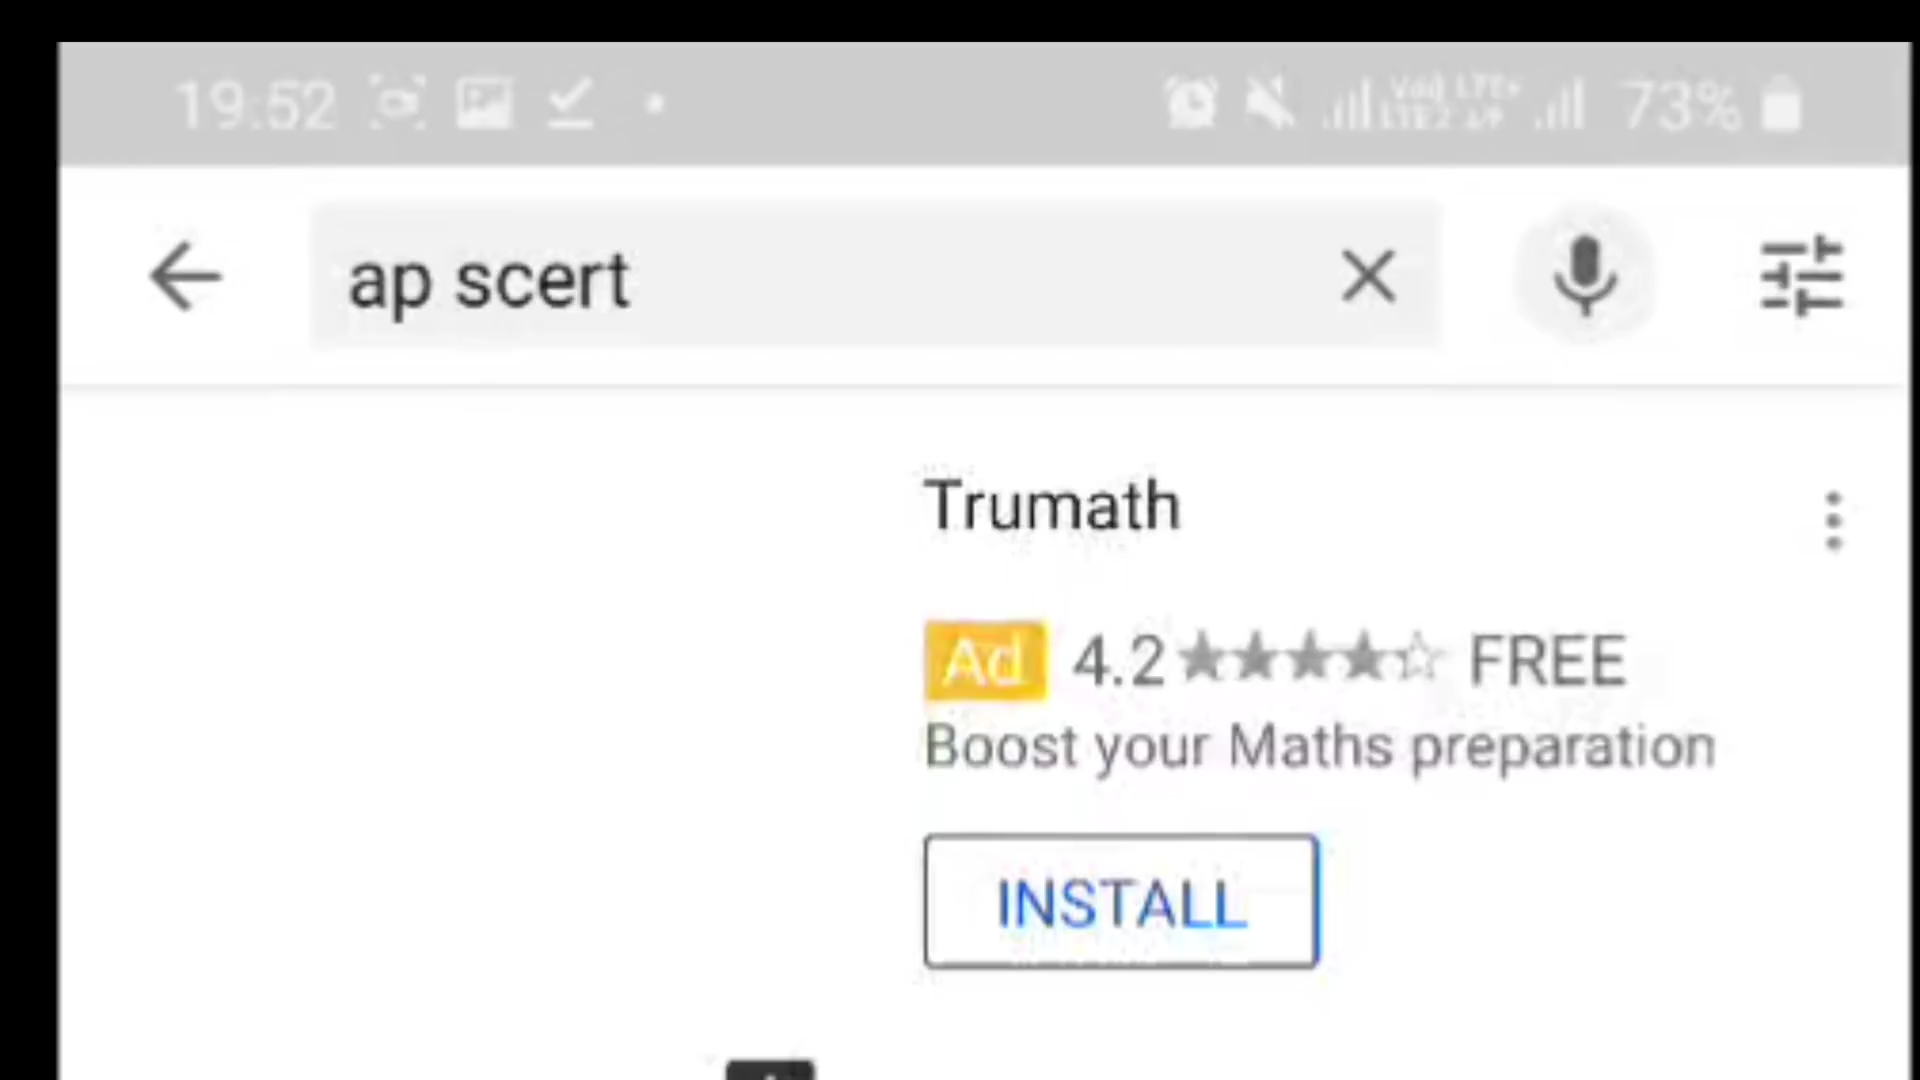 19:52 73%
ap scert
Trumath
Ad 4.2 FREE
Boost your Maths preparation
INSTALL